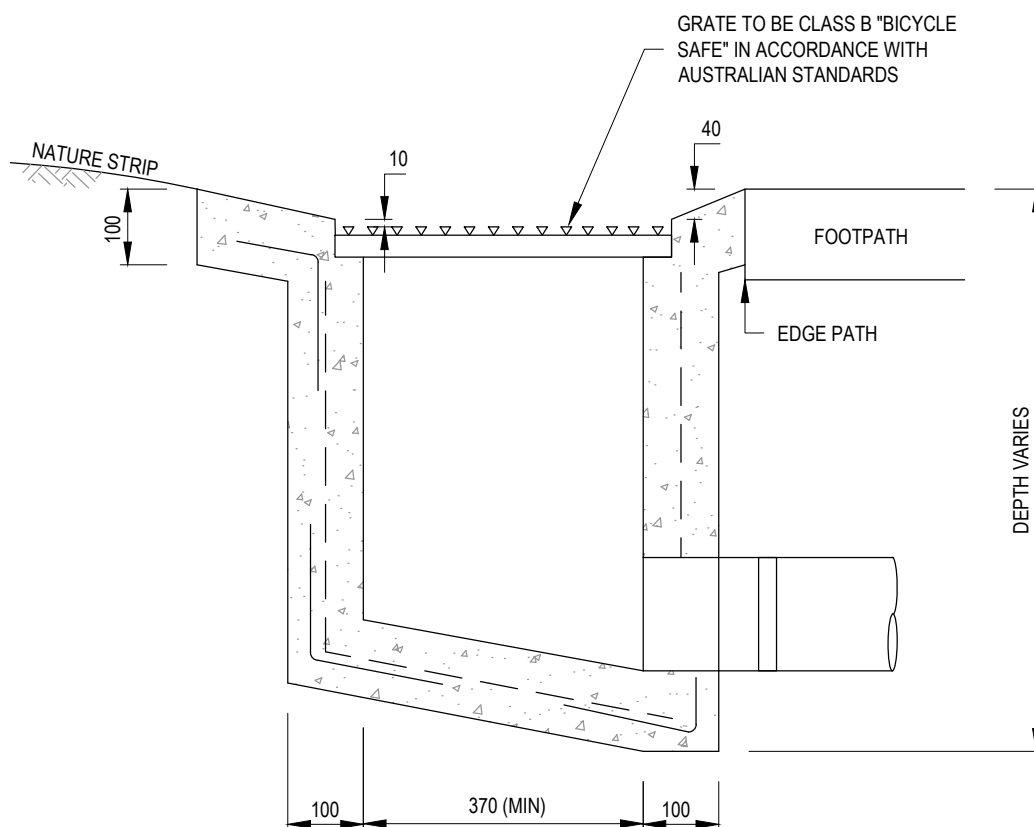 GRATE TO BE CLASS B "BICYCLE
SAFE" IN ACCORDANCE WITH
AUSTRALIAN STANDARDS
40
10
NATURE STRIP
100
FOOTPATH
EDGE PATH
DEPTH VARIES
100
370 (MIN)
100